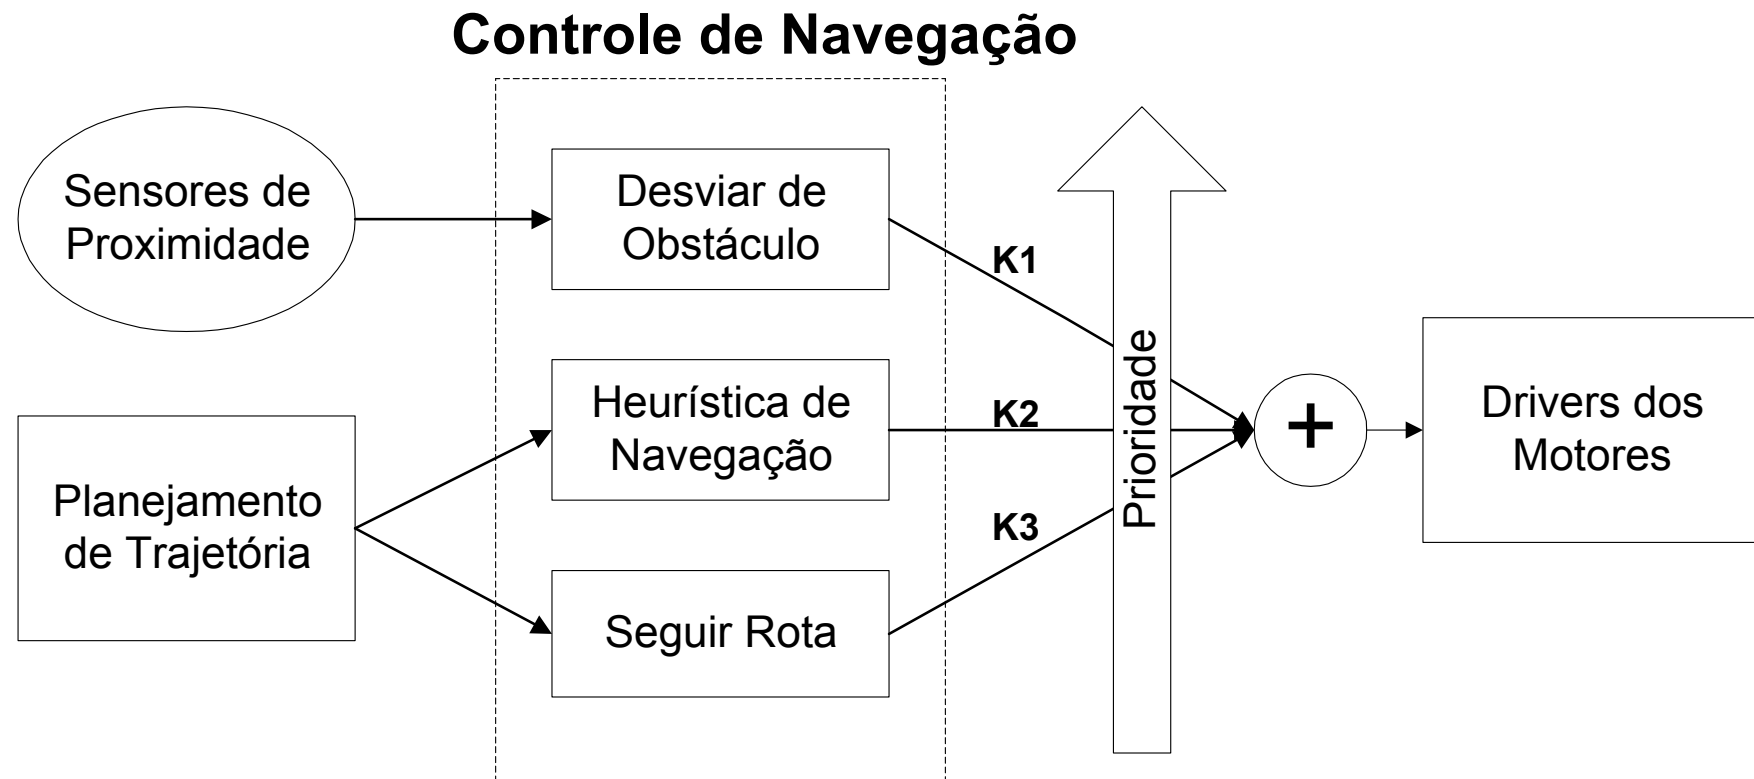 Controle de Navegação
Sensores de
Proximidade
Desviar de
Obstáculo
K1
Planejamento
de Trajetória
Heurística de
Navegação
K2
Seguir Rota
K3
Prioridade
+
Drivers dos
Motores